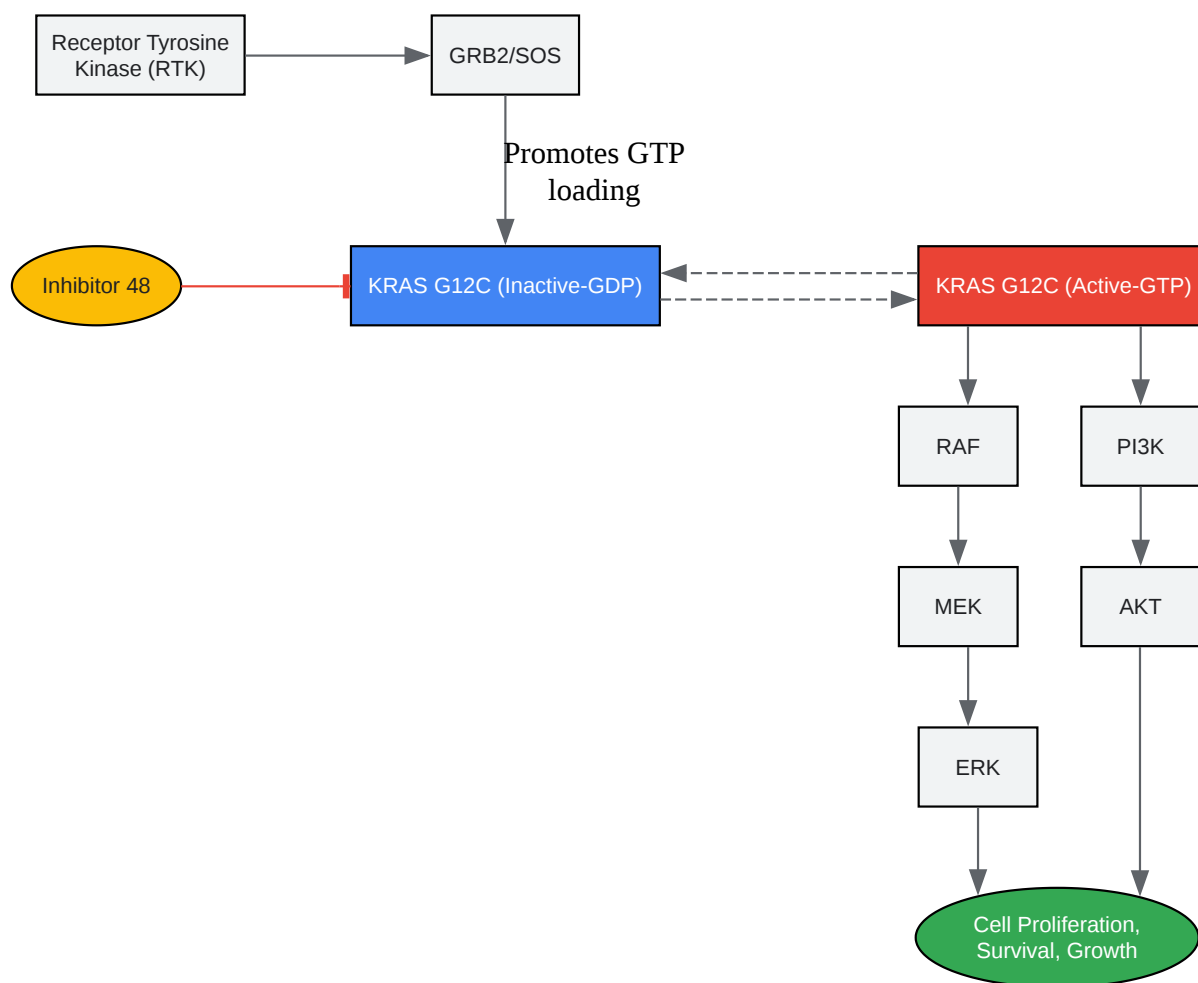 Receptor Tyrosine
Kinase (RTK)
GRB2/SOS
Promotes GTP
loading
Inhibitor 48
KRAS G12C (Inactive-GDP)
KRAS G12C (Active-GTP)
RAF
PI3K
MEK
AKT
ERK
Cell Proliferation,
Survival, Growth